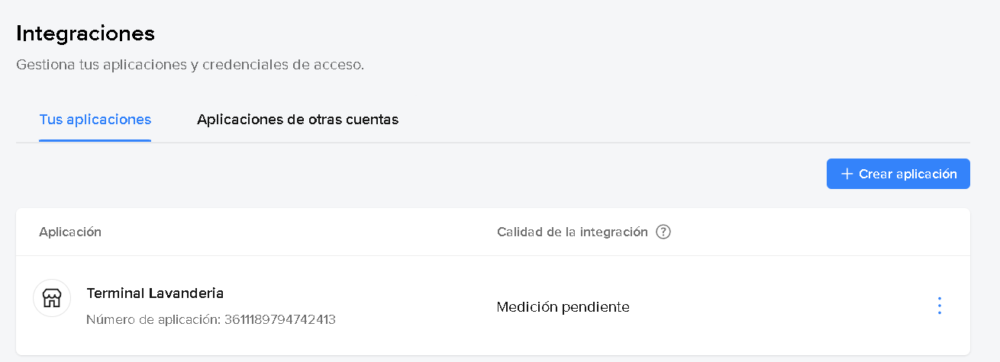 Integraciones
Gestiona tus aplicaciones y credenciales de acceso.
Tus aplicaciones
Aplicaciones de otras cuentas
+ Crear aplicación
Aplicación
Calidad de la integración ?
Terminal Lavanderia
Medición pendiente
Número de aplicación: 3611189794742413